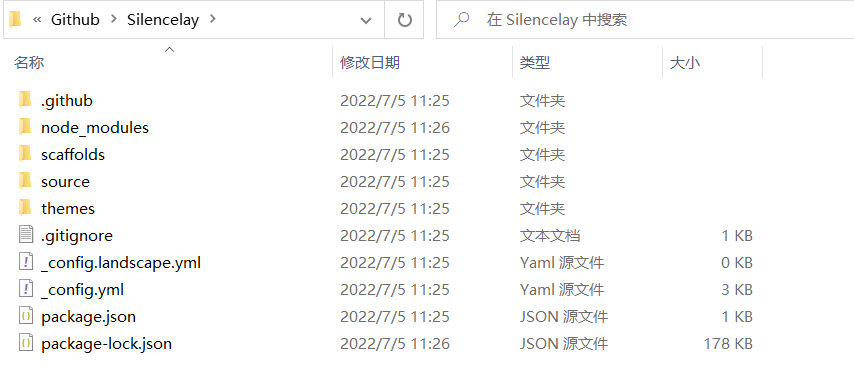 « Github > Silencelay > 在 Silencelay 中搜索
名称 修改日期 类型 大小
.github 2022/7/5 11:25 文件夹
node_modules 2022/7/5 11:26 文件夹
scaffolds 2022/7/5 11:25 文件夹
source 2022/7/5 11:25 文件夹
themes 2022/7/5 11:25 文件夹
.gitignore 2022/7/5 11:25 文本文档 1 KB
_config.landscape.yml 2022/7/5 11:25 Yaml 源文件 0 KB
_config.yml 2022/7/5 11:25 Yaml 源文件 3 KB
package.json 2022/7/5 11:25 JSON 源文件 1 KB
package-lock.json 2022/7/5 11:26 JSON 源文件 178 KB